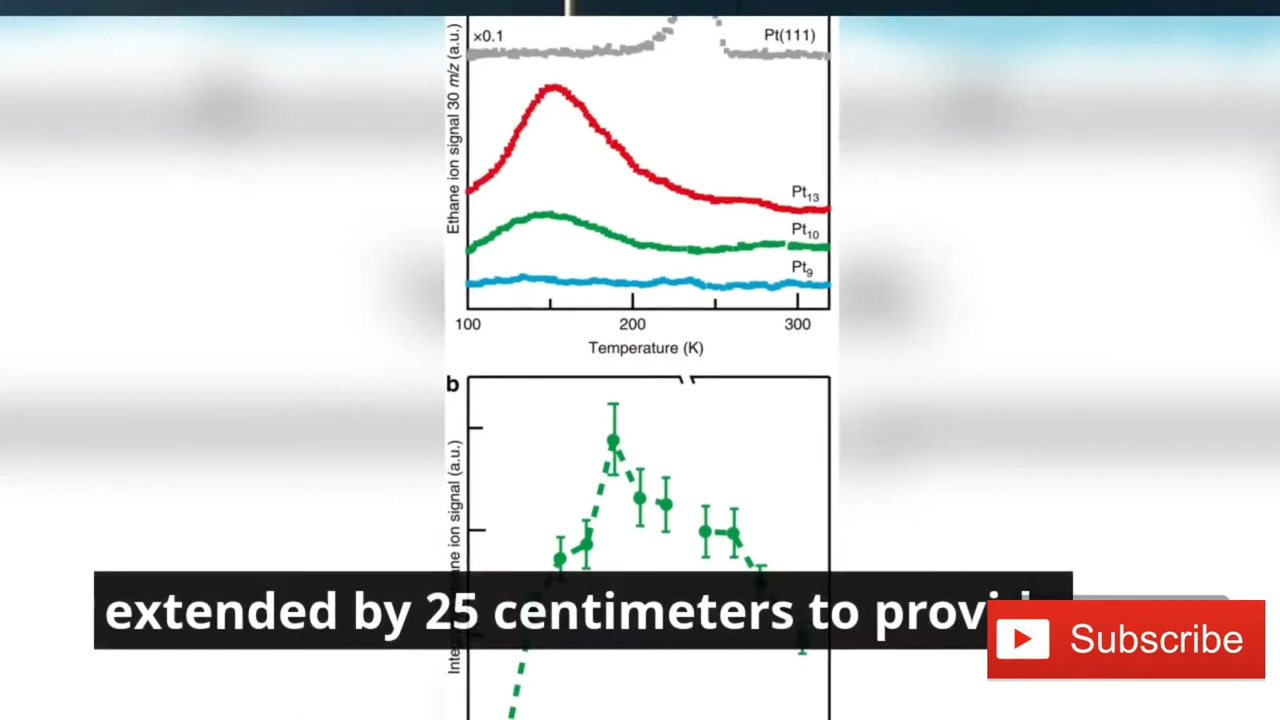 ×0.1
Pt(111)
Ethane ion signal 30 m/z (a.u.)
Pt13
Pt10
Pt9
100 200 300
Temperature (K)
b
ion signal (a.u.)
extended by 25 centimeters to
Subscribe